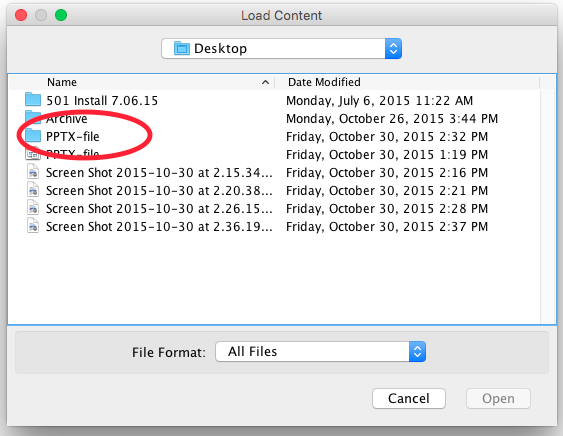 Load Content
Desktop
Name Date Modified
501 Install 7.06.15 Monday, July 6, 2015 11:22 AM
Archive Monday, October 26, 2015 3:44 PM
PPTX-file Friday, October 30, 2015 2:32 PM
PPTX-file Friday, October 30, 2015 1:19 PM
Screen Shot 2015-10-30 at 2.15.34... Friday, October 30, 2015 2:16 PM
Screen Shot 2015-10-30 at 2.20.38... Friday, October 30, 2015 2:21 PM
Screen Shot 2015-10-30 at 2.26.15... Friday, October 30, 2015 2:28 PM
Screen Shot 2015-10-30 at 2.36.19... Friday, October 30, 2015 2:37 PM
File Format: All Files
Cancel Open